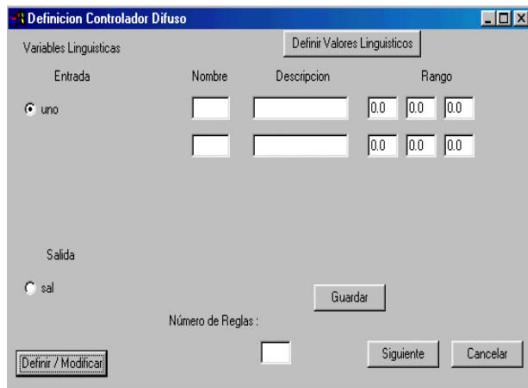 Definicion Controlador Difuso
Variables Linguisticas
Definir Valores Linguisticos
Entrada Nombre Descripcion Rango
uno 0.0 0.0 0.0
0.0 0.0 0.0
Salida
sal
Guardar
Número de Reglas :
Definir / Modificar Siguiente Cancelar